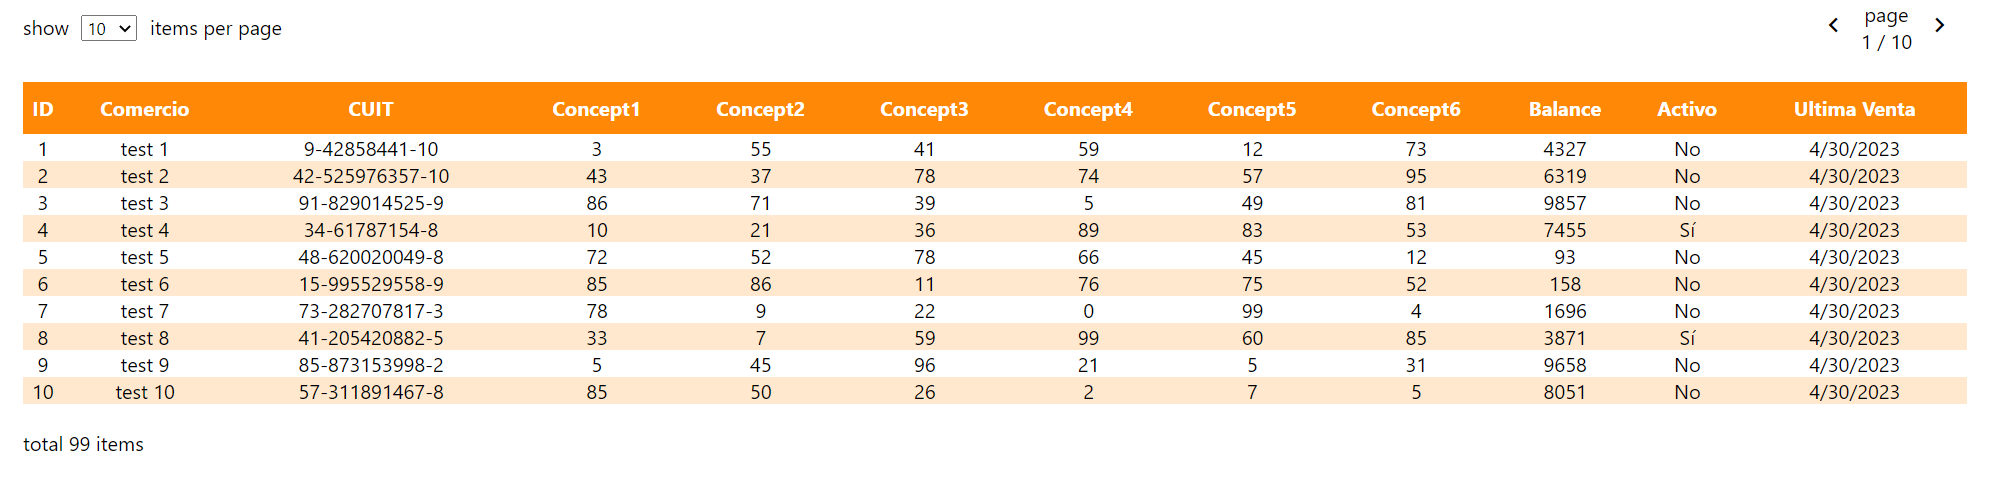 show 10 items per page
page
1 / 10
ID Comercio CUIT Concept1 Concept2 Concept3 Concept4 Concept5 Concept6 Balance Activo Ultima Venta
1 test 1 9-42858441-10 3 55 41 59 12 73 4327 No 4/30/2023
2 test 2 42-525976357-10 43 37 78 74 57 95 6319 No 4/30/2023
3 test 3 91-829014525-9 86 71 39 5 49 81 9857 No 4/30/2023
4 test 4 34-61787154-8 10 21 36 89 83 53 7455 Sí 4/30/2023
5 test 5 48-620020049-8 72 52 78 66 45 12 93 No 4/30/2023
6 test 6 15-995529558-9 85 86 11 76 75 52 158 No 4/30/2023
7 test 7 73-282707817-3 78 9 22 0 99 4 1696 No 4/30/2023
8 test 8 41-205420882-5 33 7 59 99 60 85 3871 Sí 4/30/2023
9 test 9 85-873153998-2 5 45 96 21 5 31 9658 No 4/30/2023
10 test 10 57-311891467-8 85 50 26 2 7 5 8051 No 4/30/2023
total 99 items